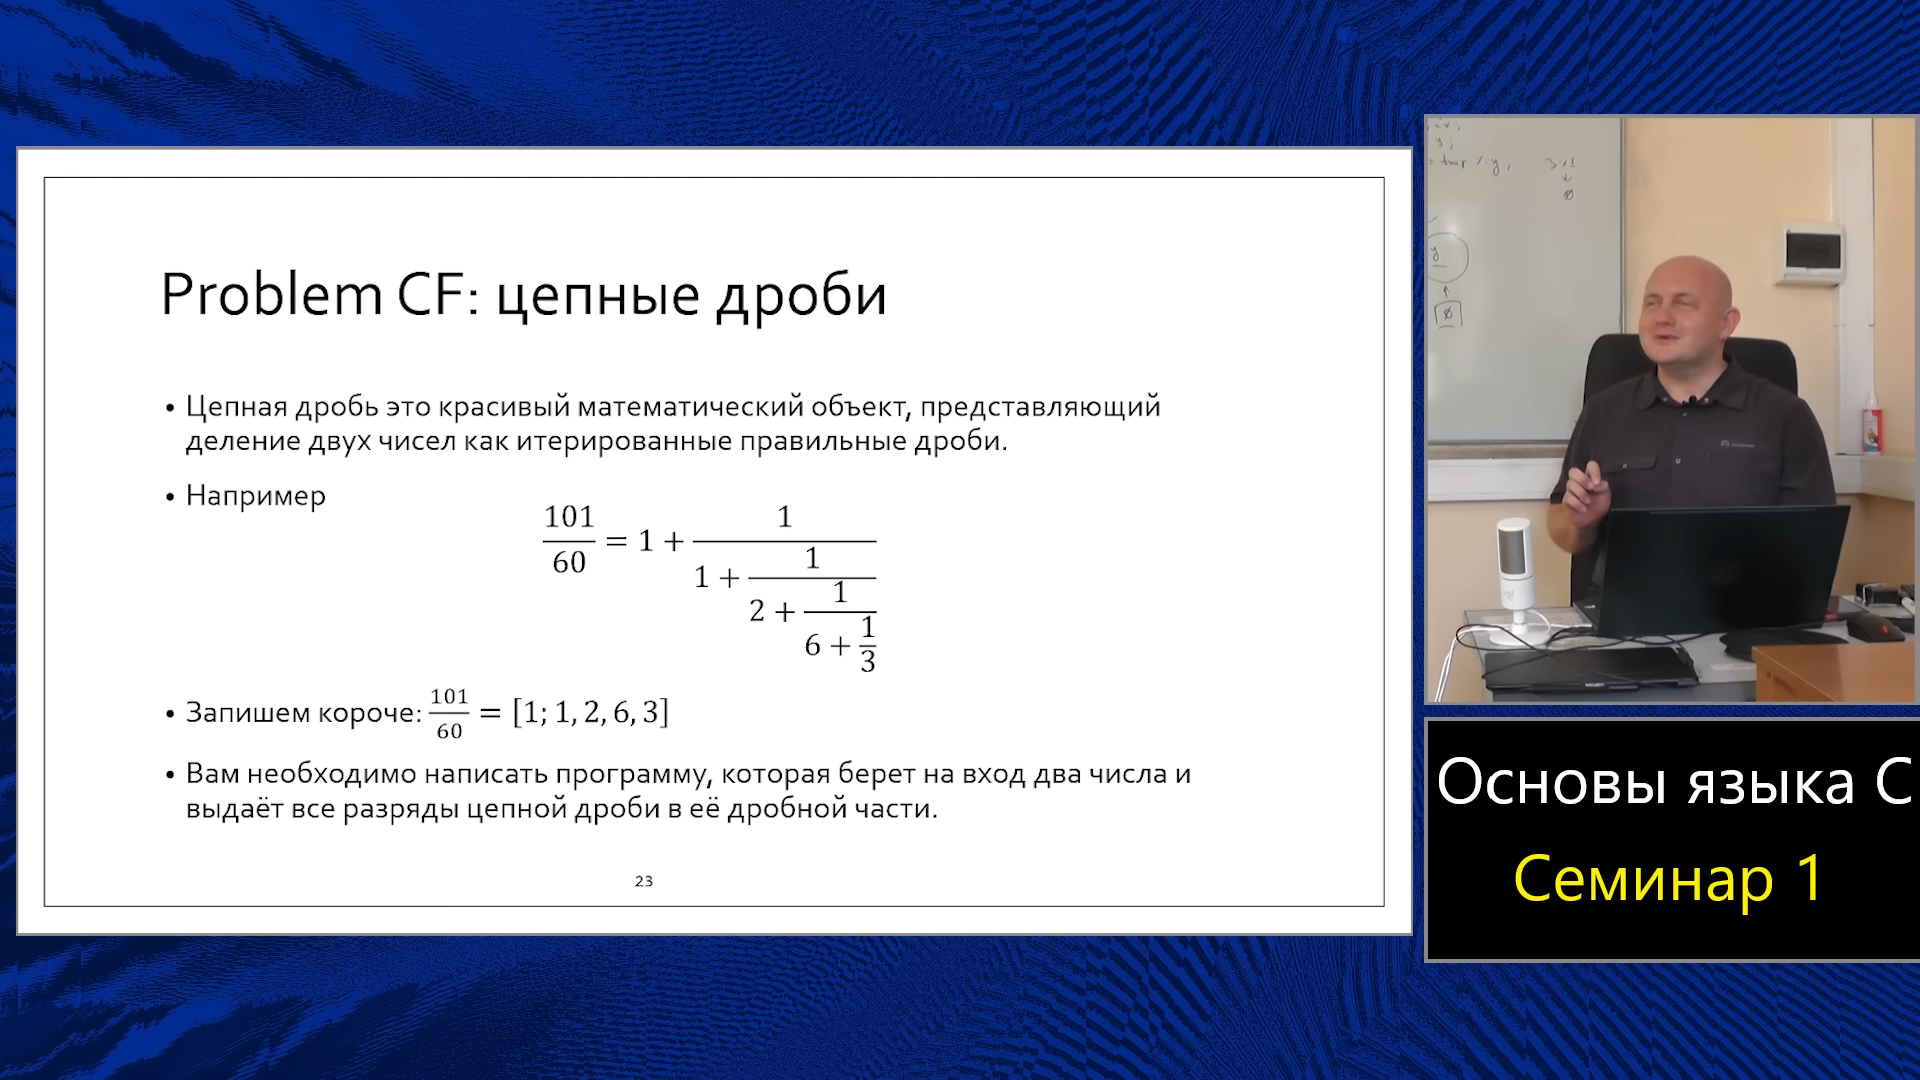 Problem CF: цепные дроби
• Цепная дробь это красивый математический объект, представляющий
деление двух чисел как итерированные правильные дроби.
• Например
101/60 = 1 + 1/(1 + 1/(2 + 1/(6 + 1/3)))
• Запишем короче: 101/60 = [1; 1, 2, 6, 3]
• Вам необходимо написать программу, которая берет на вход два числа и
выдаёт все разряды цепной дроби в её дробной части.
23
y;
y
Основы языка C
Семинар 1